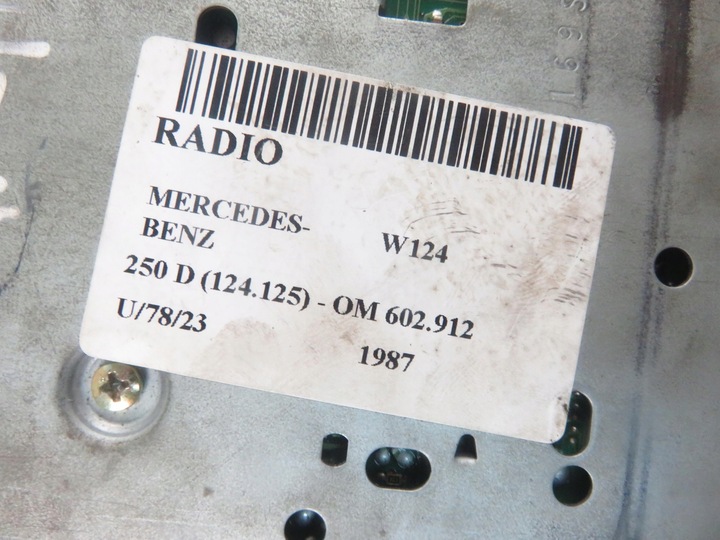 RADIO
MERCEDES-
BENZ
W124
250 D (124.125) - OM 602.912
U/78/23
1987